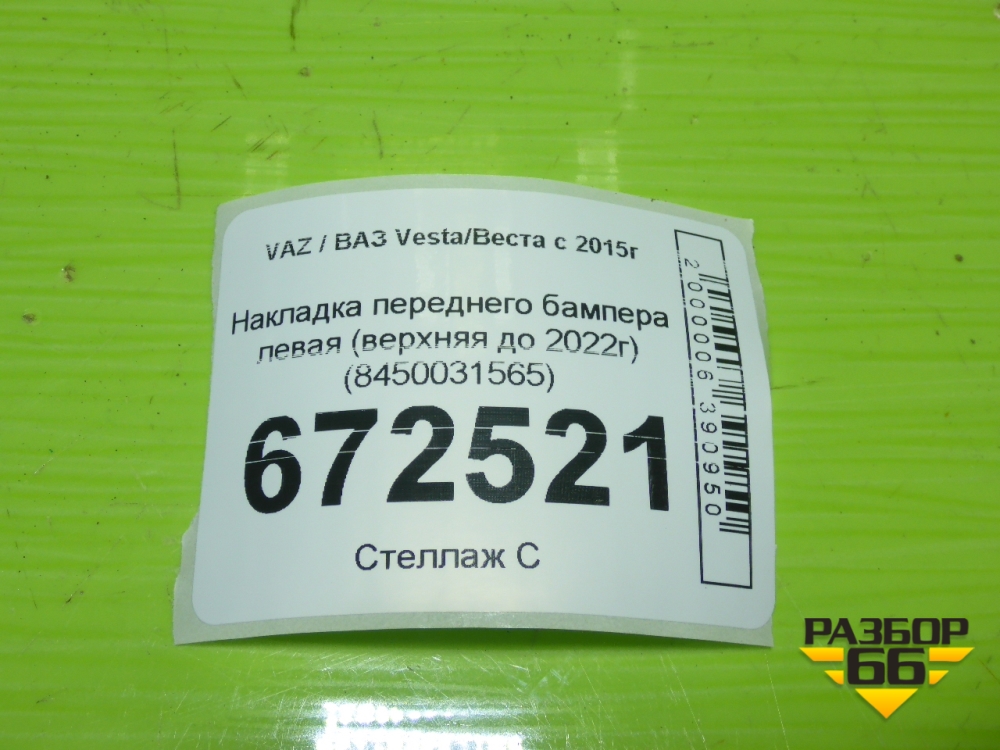 VAZ / ВАЗ Vesta/Веста с 2015г
Накладка переднего бампера
левая (верхняя до 2022г)
(8450031565)
672521
Стеллаж С
2000006390950
РАЗБОР
66